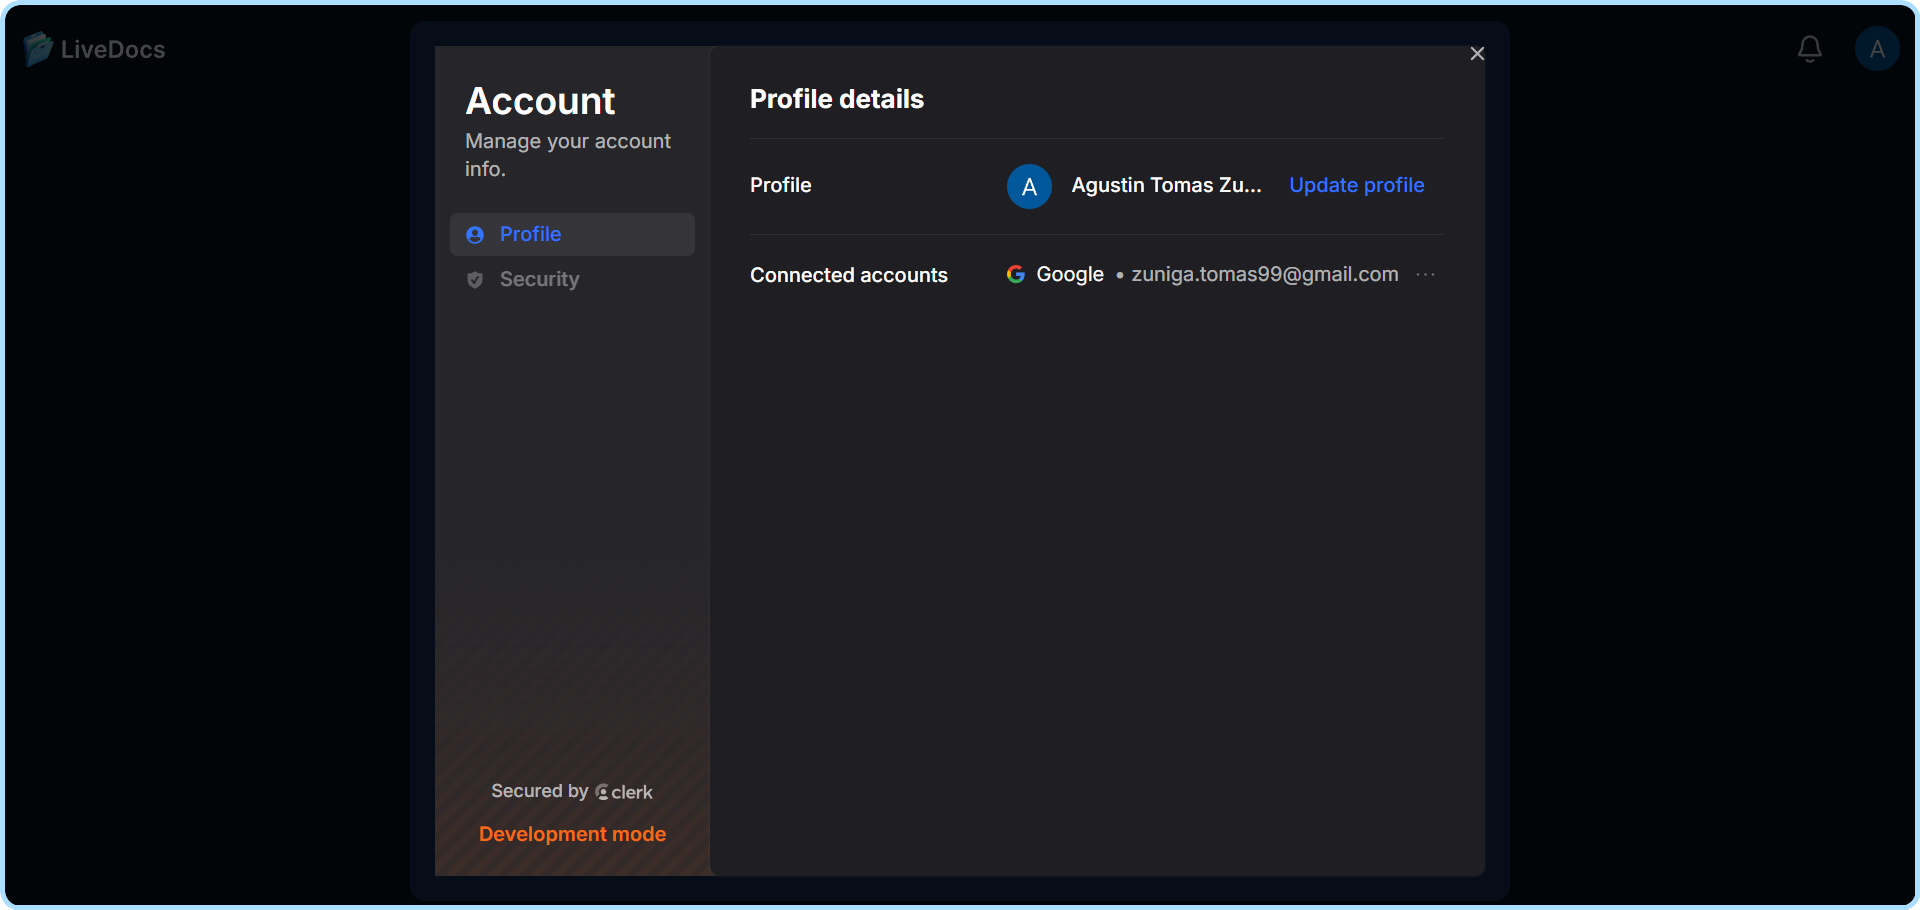 LiveDocs
A
Account
Manage your account
info.
Profile
Security
Secured by clerk
Development mode
Profile details
Profile
A
Agustin Tomas Zu...
Update profile
Connected accounts
Google • zuniga.tomas99@gmail.com ...